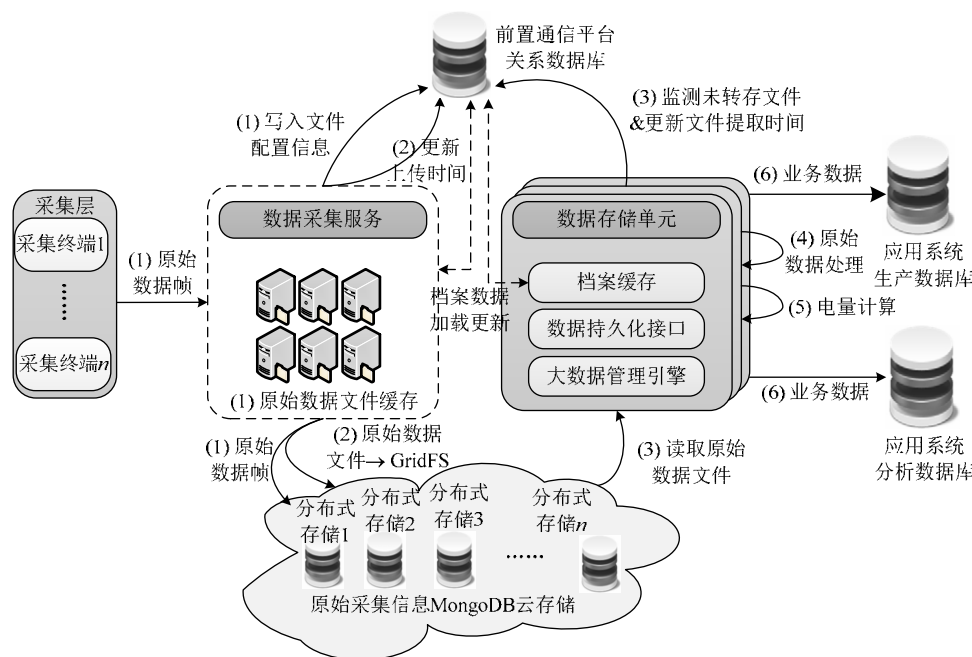 前置通信平台
关系数据库
(1) 写入文件
配置信息
(2) 更新
上传时间
(3) 监测未转存文件
&更新文件提取时间
采集层
采集终端1
……
采集终端n
(1) 原始
数据帧
数据采集服务
(1) 原始数据文件缓存
档案数据
加载更新
数据存储单元
档案缓存
数据持久化接口
大数据管理引擎
(4) 原始
数据处理
(5) 电量计算
(6) 业务数据
应用系统
生产数据库
(6) 业务数据
应用系统
分析数据库
(1) 原始
数据帧
(2) 原始数据
文件→GridFS
(3) 读取原始
数据文件
分布式
存储1
分布式
存储2
分布式
存储3
……
分布式
存储n
原始采集信息MongoDB云存储